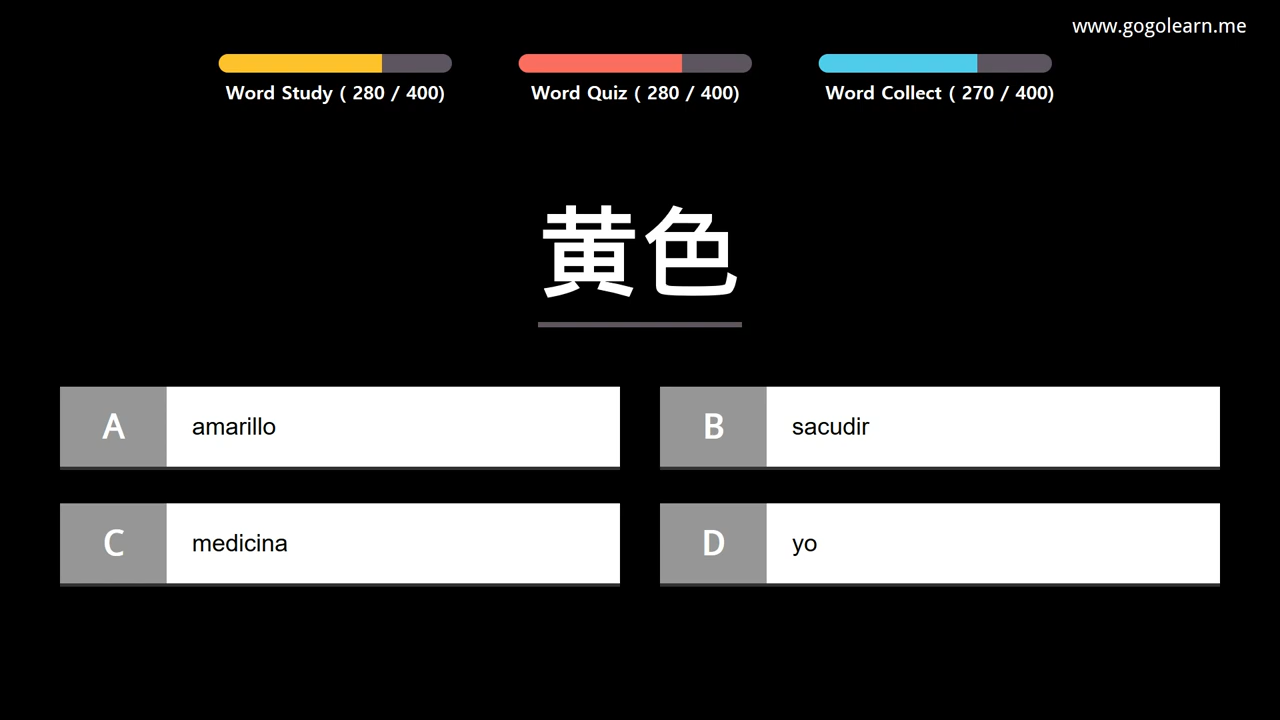 www.gogolearn.me
Word Study ( 280 / 400)
Word Quiz ( 280 / 400)
Word Collect ( 270 / 400)
黄色
A amarillo
B sacudir
C medicina
D yo